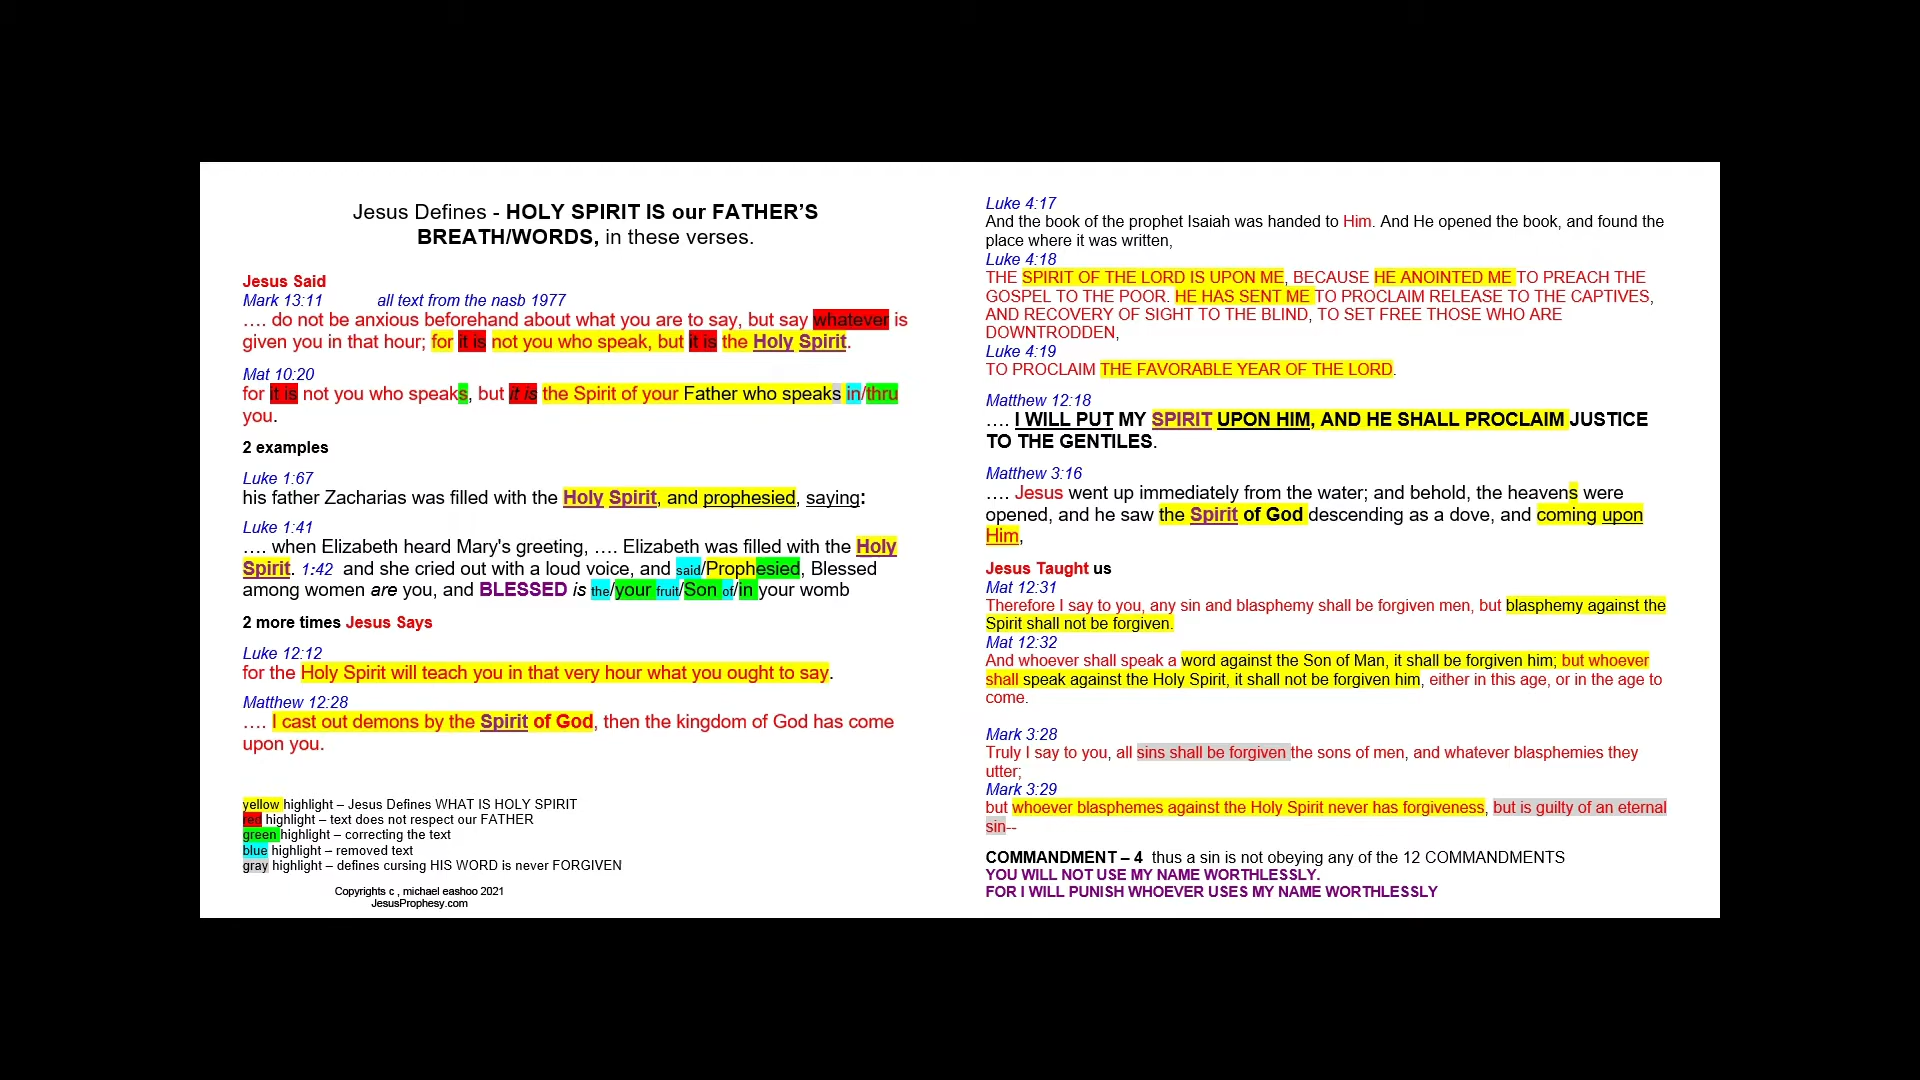 Jesus Defines - HOLY SPIRIT IS our FATHER'S
BREATH/WORDS, in these verses.
Jesus Said
Mark 13:11 all text from the nasb 1977
…. do not be anxious beforehand about what you are to say, but say whatever is
given you in that hour; for it is not you who speak, but it is the Holy Spirit.
Mat 10:20
for it is not you who speaks, but it is the Spirit of your Father who speaks in/thru
you.
2 examples
Luke 1:67
his father Zacharias was filled with the Holy Spirit, and prophesied, saying:
Luke 1:41
…. when Elizabeth heard Mary's greeting, …. Elizabeth was filled with the Holy
Spirit. 1:42 and she cried out with a loud voice, and said/Prophesied, Blessed
among women are you, and BLESSED is the/your fruit/Son of/in your womb
2 more times Jesus Says
Luke 12:12
for the Holy Spirit will teach you in that very hour what you ought to say.
Matthew 12:28
…. I cast out demons by the Spirit of God, then the kingdom of God has come
upon you.
yellow highlight – Jesus Defines WHAT IS HOLY SPIRIT
red highlight – text does not respect our FATHER
green highlight – correcting the text
blue highlight – removed text
gray highlight – defines cursing HIS WORD is never FORGIVEN
Copyrights c , michael eashoo 2021
JesusProphesy.com
Luke 4:17
And the book of the prophet Isaiah was handed to Him. And He opened the book, and found the
place where it was written,
Luke 4:18
THE SPIRIT OF THE LORD IS UPON ME, BECAUSE HE ANOINTED ME TO PREACH THE
GOSPEL TO THE POOR. HE HAS SENT ME TO PROCLAIM RELEASE TO THE CAPTIVES,
AND RECOVERY OF SIGHT TO THE BLIND, TO SET FREE THOSE WHO ARE
DOWNTRODDEN,
Luke 4:19
TO PROCLAIM THE FAVORABLE YEAR OF THE LORD.
Matthew 12:18
…. I WILL PUT MY SPIRIT UPON HIM, AND HE SHALL PROCLAIM JUSTICE
TO THE GENTILES.
Matthew 3:16
…. Jesus went up immediately from the water; and behold, the heavens were
opened, and he saw the Spirit of God descending as a dove, and coming upon
Him,
Jesus Taught us
Mat 12:31
Therefore I say to you, any sin and blasphemy shall be forgiven men, but blasphemy against the
Spirit shall not be forgiven.
Mat 12:32
And whoever shall speak a word against the Son of Man, it shall be forgiven him; but whoever
shall speak against the Holy Spirit, it shall not be forgiven him, either in this age, or in the age to
come.
Mark 3:28
Truly I say to you, all sins shall be forgiven the sons of men, and whatever blasphemies they
utter;
Mark 3:29
but whoever blasphemes against the Holy Spirit never has forgiveness, but is guilty of an eternal
sin--
COMMANDMENT – 4 thus a sin is not obeying any of the 12 COMMANDMENTS
YOU WILL NOT USE MY NAME WORTHLESSLY.
FOR I WILL PUNISH WHOEVER USES MY NAME WORTHLESSLY